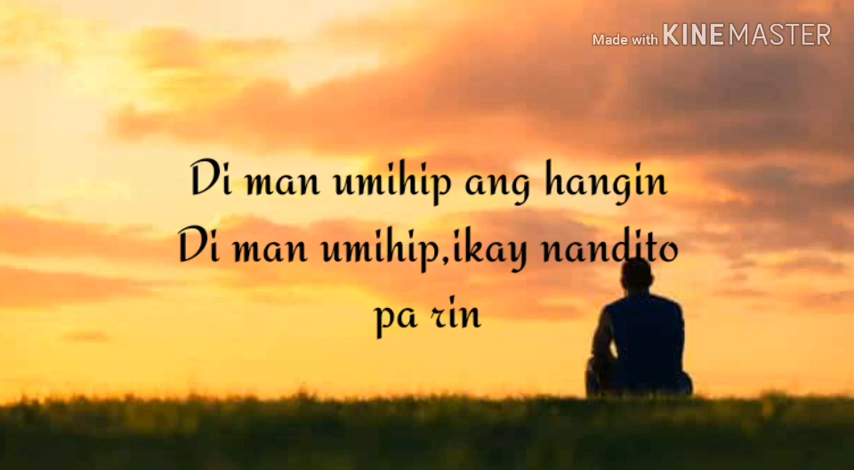 Made with KINEMASTER
Di man umihip ang hangin
Di man umihip,ikay nandito
pa rin